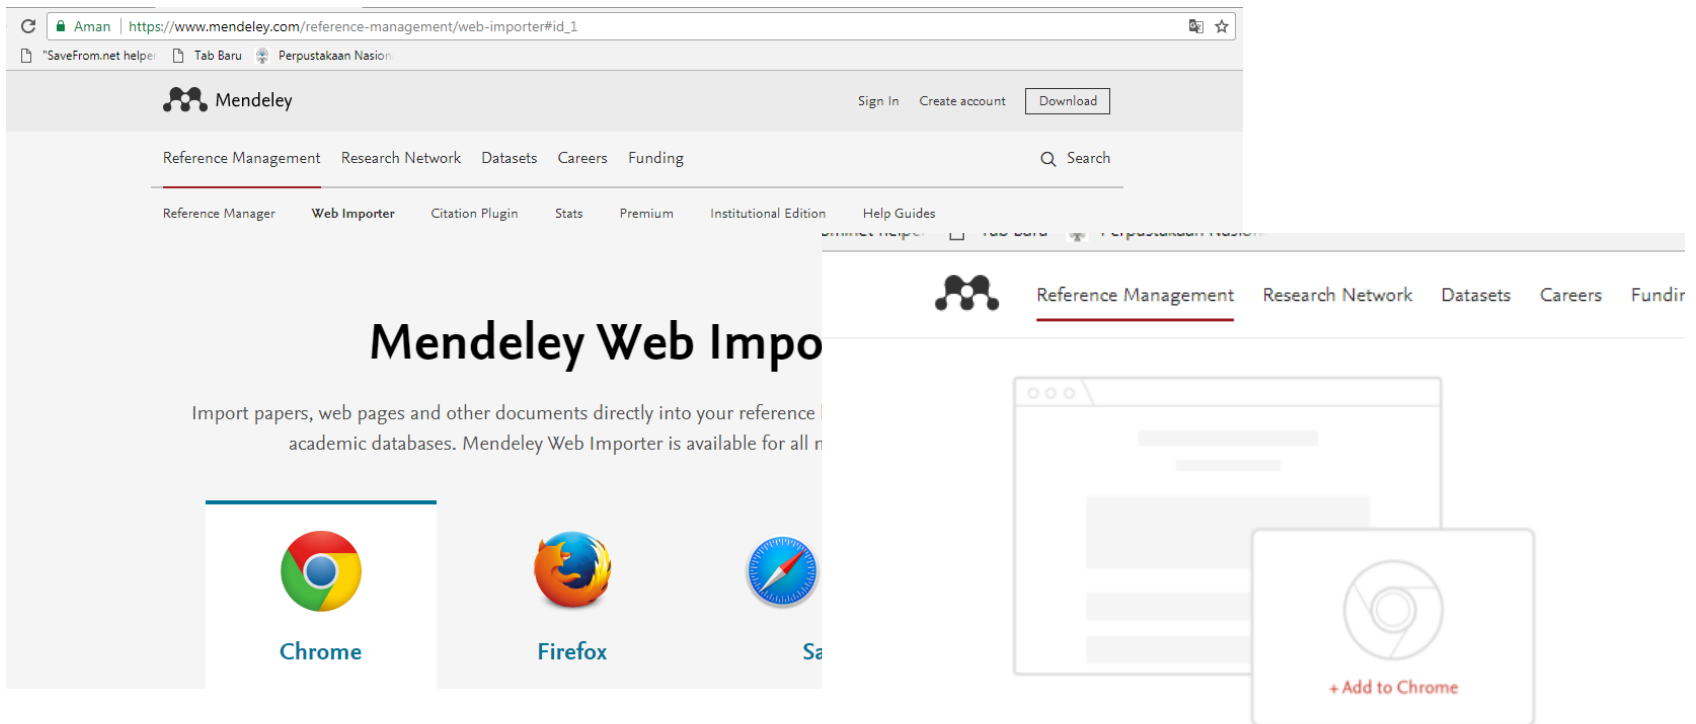 Aman https://www.mendeley.com/reference-management/web-importer#id_1
"SaveFrom.net helper Tab Baru Perpustakaan Nasion
Mendeley Sign In Create account Download
Reference Management Research Network Datasets Careers Funding Search
Reference Manager Web Importer Citation Plugin Stats Premium Institutional Edition Help Guides
Mendeley Web Impo
Import papers, web pages and other documents directly into your reference
academic databases. Mendeley Web Importer is available for all
Chrome Firefox Sa
Reference Management Research Network Datasets Careers Fundin
+ Add to Chrome